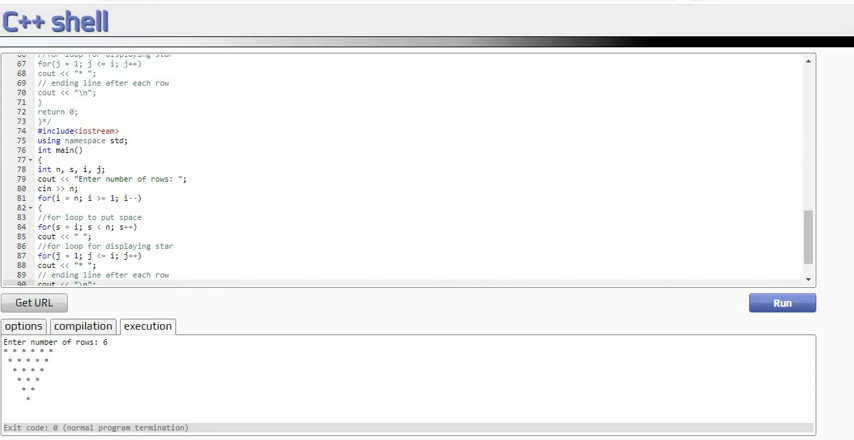 C++ shell
66 //for loop for displaying star
67 for(j = 1; j <= i; j++)
68 cout << "* ";
69 // ending line after each row
70 cout << "\n";
71 }
72 return 0;
73 }*/
74 #include<iostream>
75 using namespace std;
76 int main()
77 {
78 int n, s, i, j;
79 cout << "Enter number of rows: ";
80 cin >> n;
81 for(i = n; i >= 1; i--)
82 {
83 //for loop to put space
84 for(s = i; s < n; s++)
85 cout << " ";
86 //for loop for displaying star
87 for(j = 1; j <= i; j++)
88 cout << "* ";
89 // ending line after each row
90 cout << "\n";
Get URL
Run
options compilation execution
Enter number of rows: 6
* * * * * *
 * * * * *
  * * * *
   * * *
    * *
     *
Exit code: 0 (normal program termination)